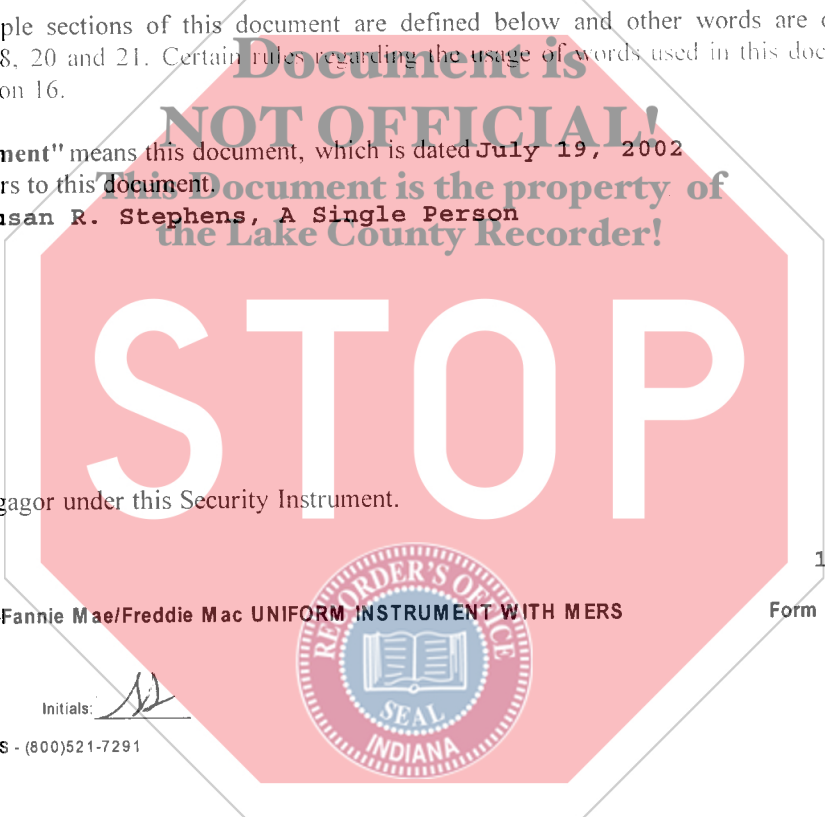 ple sections of this document are defined below and other words are
8, 20 and 21. Certain rules regarding the usage of words used in this doc
on 16.
Document is
NOT OFFICIAL!
ment" means this document, which is dated July 19, 2002
rs to this document.
This Document is the property of
usan R. Stephens, A Single Person
the Lake County Recorder!
STOP
gagor under this Security Instrument.
1
RECORDER'S OFFICE
Fannie Mae/Freddie Mac UNIFORM INSTRUMENT WITH MERS Form
SEAL
INDIANA
Initials:
S - (800)521-7291